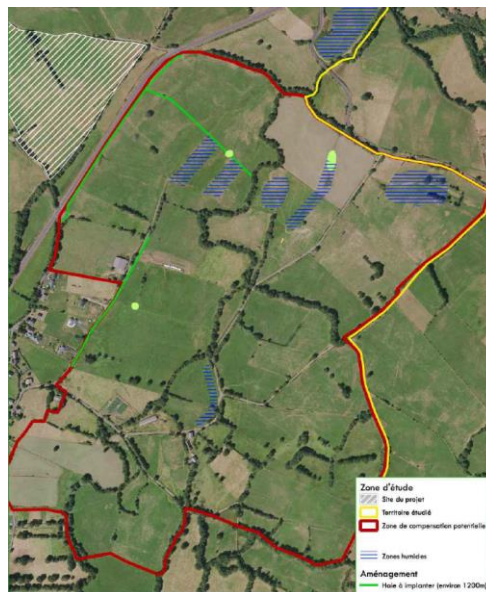 Zone d'étude
Site du projet
Territoire étudié
Zone de compensation potentielle
Zones humides
Aménagement
Haie à implanter (environ 1200m)